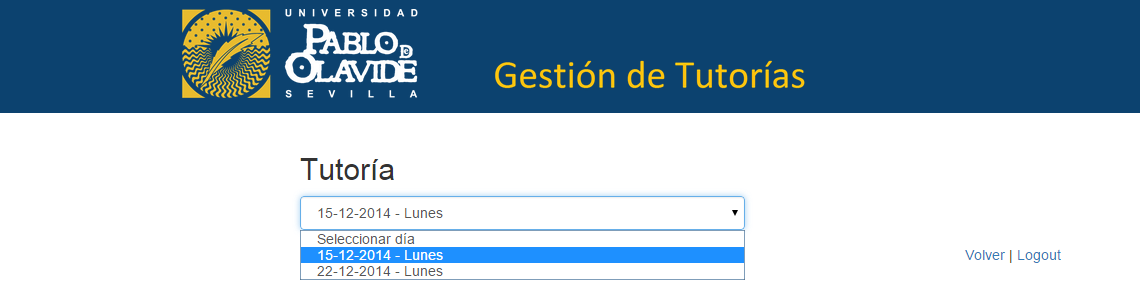 UNIVERSIDAD
PABLO DE
OLAVIDE
SEVILLA
Gestión de Tutorías
Tutoría
15-12-2014 - Lunes
Seleccionar día
15-12-2014 - Lunes
22-12-2014 - Lunes
Volver | Logout